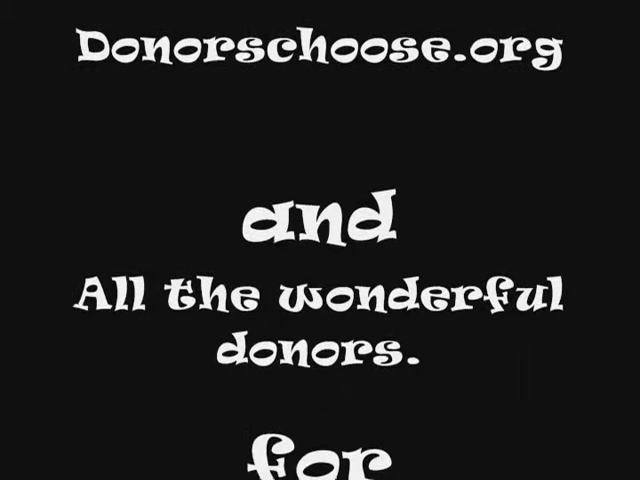 Donorschoose.org
and
All the wonderful
donors.
for